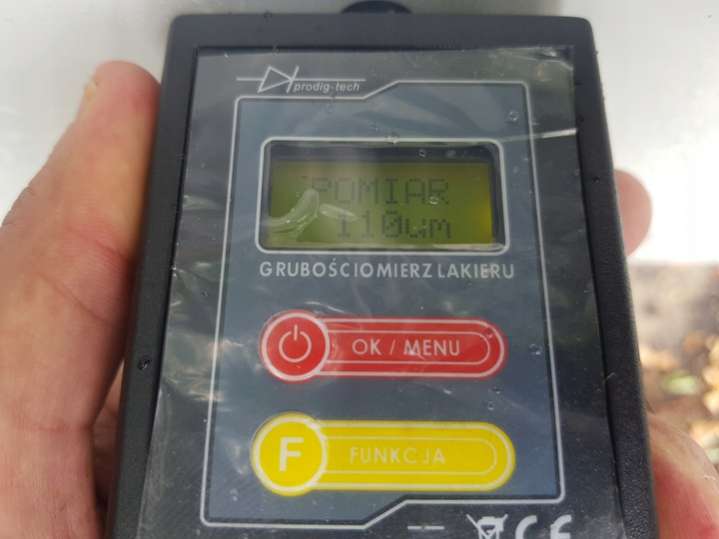 prodig-tech
POMIAR
110um
GRUBOŚCIOMIERZ LAKIERU
OK / MENU
F FUNKCJA
CE